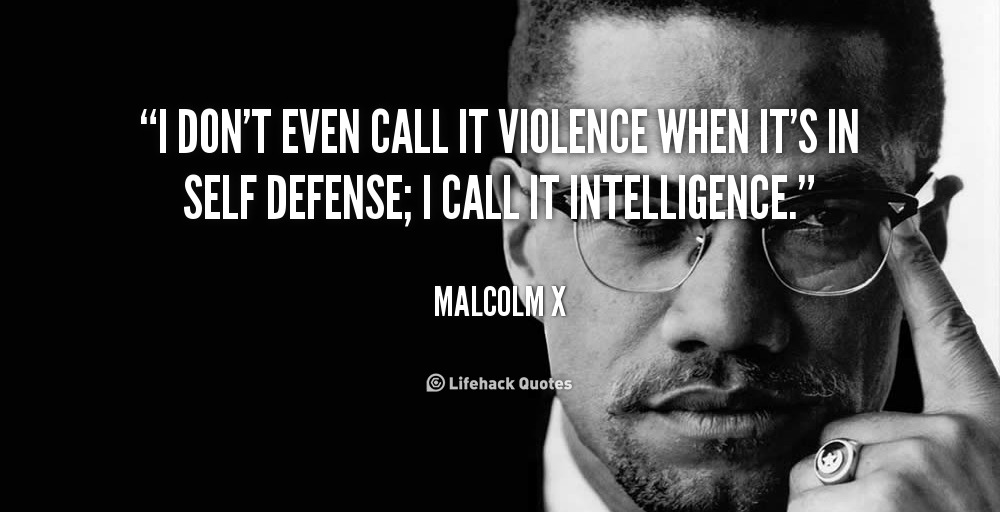 “I DON’T EVEN CALL IT VIOLENCE WHEN IT’S IN
SELF DEFENSE; I CALL IT INTELLIGENCE.”
MALCOLM X
Lifehack Quotes